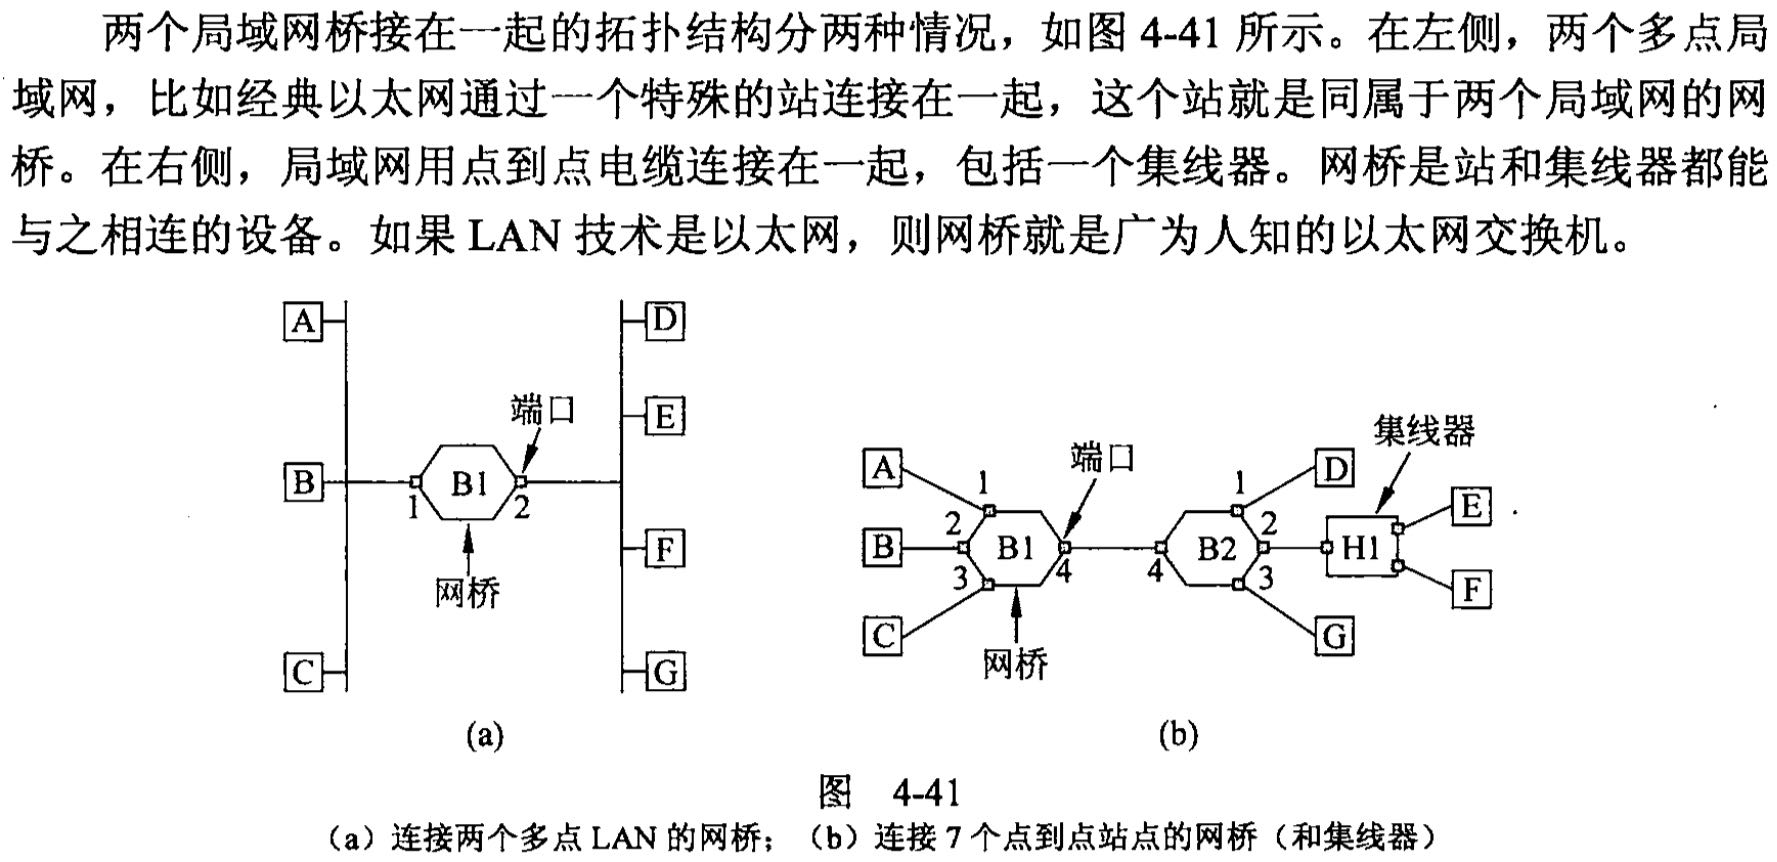 两个局域网桥接在一起的拓扑结构分两种情况，如图 4-41 所示。在左侧，两个多点局
域网，比如经典以太网通过一个特殊的站连接在一起，这个站就是同属于两个局域网的网
桥。在右侧，局域网用点到点电缆连接在一起，包括一个集线器。网桥是站和集线器都能
与之相连的设备。如果 LAN 技术是以太网，则网桥就是广为人知的以太网交换机。
A
B
C
1
B1
2
端口
网桥
D
E
F
G
(a)
A
B
C
1
2
3
B1
4
端口
网桥
4
B2
1
2
3
D
G
集线器
H1
E
F
(b)
图 4-41
（a）连接两个多点 LAN 的网桥；（b）连接 7 个点到点站点的网桥（和集线器）